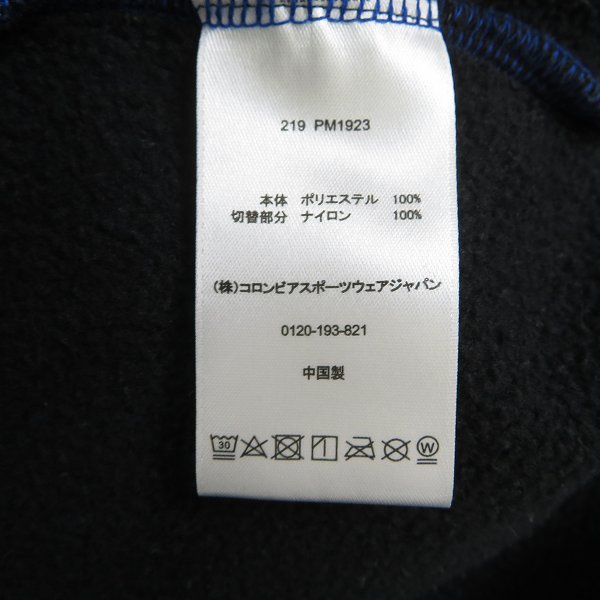 219 PM1923
本体 ポリエステル 100%
切替部分 ナイロン 100%
(株)コロンビアスポーツウェアジャパン
0120-193-821
中国製
30 W